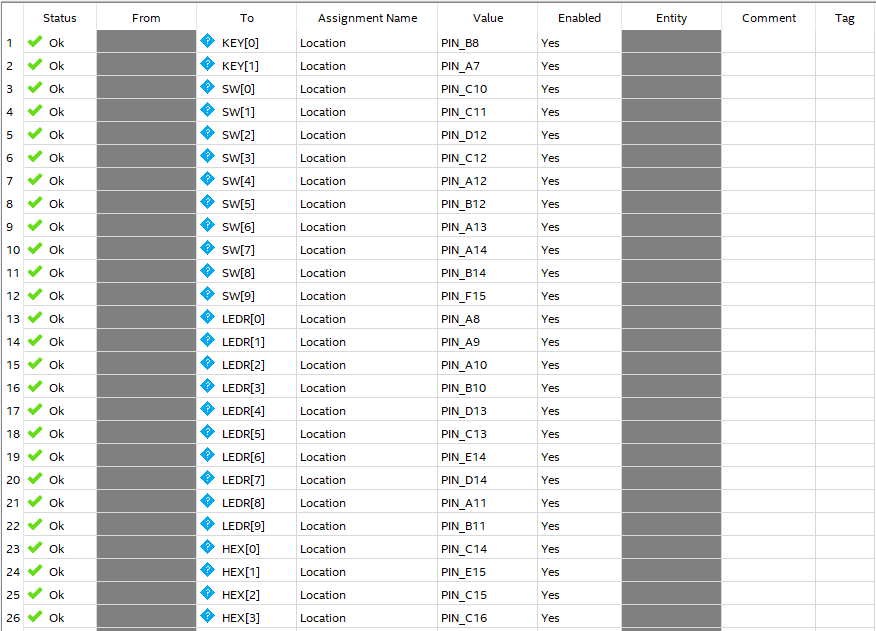 Status From To Assignment Name Value Enabled Entity Comment Tag
1 Ok KEY[0] Location PIN_B8 Yes
2 Ok KEY[1] Location PIN_A7 Yes
3 Ok SW[0] Location PIN_C10 Yes
4 Ok SW[1] Location PIN_C11 Yes
5 Ok SW[2] Location PIN_D12 Yes
6 Ok SW[3] Location PIN_C12 Yes
7 Ok SW[4] Location PIN_A12 Yes
8 Ok SW[5] Location PIN_B12 Yes
9 Ok SW[6] Location PIN_A13 Yes
10 Ok SW[7] Location PIN_A14 Yes
11 Ok SW[8] Location PIN_B14 Yes
12 Ok SW[9] Location PIN_F15 Yes
13 Ok LEDR[0] Location PIN_A8 Yes
14 Ok LEDR[1] Location PIN_A9 Yes
15 Ok LEDR[2] Location PIN_A10 Yes
16 Ok LEDR[3] Location PIN_B10 Yes
17 Ok LEDR[4] Location PIN_D13 Yes
18 Ok LEDR[5] Location PIN_C13 Yes
19 Ok LEDR[6] Location PIN_E14 Yes
20 Ok LEDR[7] Location PIN_D14 Yes
21 Ok LEDR[8] Location PIN_A11 Yes
22 Ok LEDR[9] Location PIN_B11 Yes
23 Ok HEX[0] Location PIN_C14 Yes
24 Ok HEX[1] Location PIN_E15 Yes
25 Ok HEX[2] Location PIN_C15 Yes
26 Ok HEX[3] Location PIN_C16 Yes